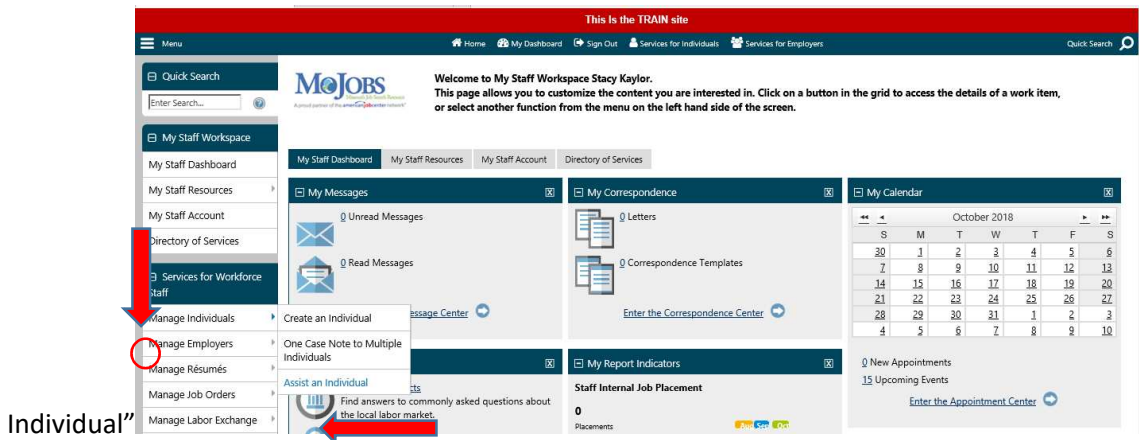 This Is the TRAIN site
Menu
Home My Dashboard Sign Out Services for Individuals Services for Employers
Quick Search
Quick Search
Enter Search...
My Staff Workspace
My Staff Dashboard
My Staff Resources
My Staff Account
Directory of Services
Services for Workforce
Staff
Manage Individuals
Manage Employers
Manage Résumés
Manage Job Orders
Manage Labor Exchange
Create an Individual
One Case Note to Multiple
Individuals
Assist an Individual
MoJOBS
A proud partner of the americanjobcenter network
Welcome to My Staff Workspace Stacy Kaylor.
This page allows you to customize the content you are interested in. Click on a button in the grid to access the details of a work item,
or select another function from the menu on the left hand side of the screen.
My Staff Dashboard My Staff Resources My Staff Account Directory of Services
My Messages
0 Unread Messages
0 Read Messages
essage Center
cts
Find answers to commonly asked questions about
the local labor market.
My Correspondence
0 Letters
0 Correspondence Templates
Enter the Correspondence Center
My Report Indicators
Staff Internal Job Placement
0
Placements
Aug Sep Oct
My Calendar
October 2018
S M T W T F S
30 1 2 3 4 5 6
7 8 9 10 11 12 13
14 15 16 17 18 19 20
21 22 23 24 25 26 27
28 29 30 31 1 2 3
4 5 6 7 8 9 10
0 New Appointments
15 Upcoming Events
Enter the Appointment Center
Individual”